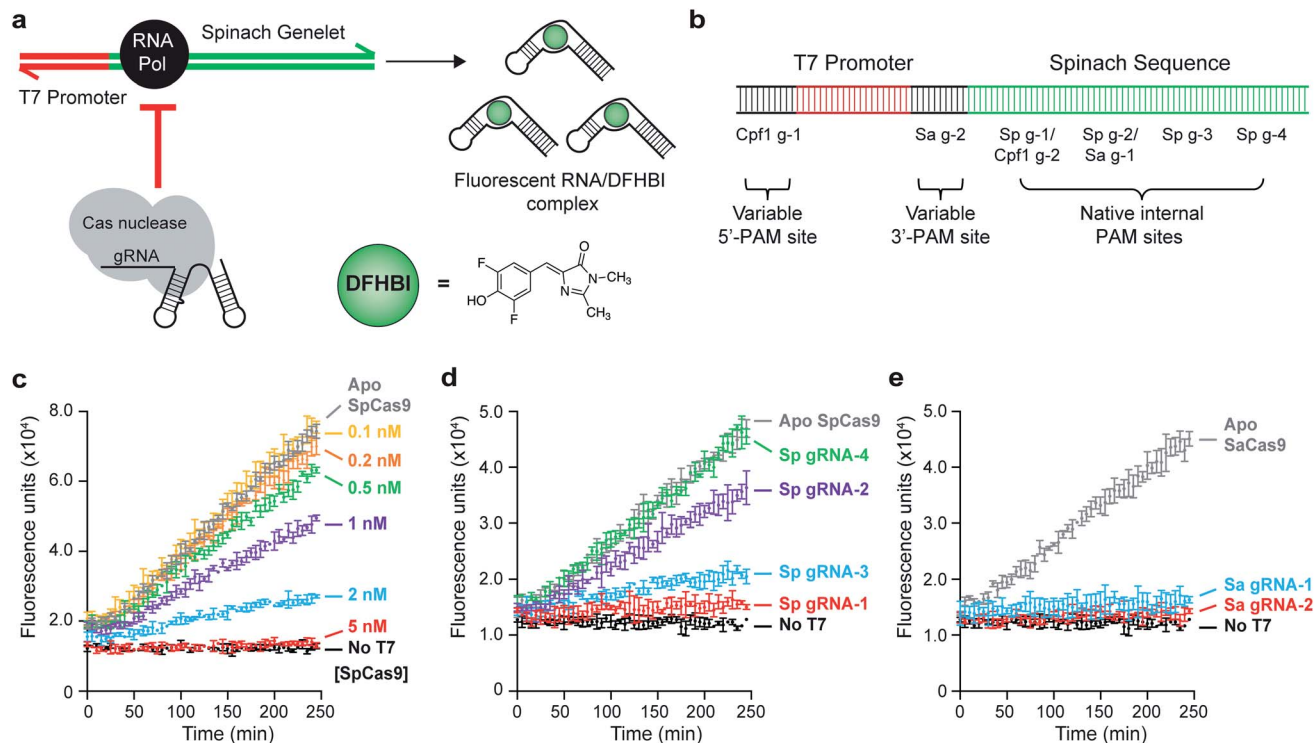 a
RNA
Pol
Spinach Genelet
T7 Promoter
Cas nuclease
gRNA
Fluorescent RNA/DFHBI
complex
DFHBI
=
F
HO
F
O
N
CH3
N
CH3
b
T7 Promoter
Spinach Sequence
Cpf1 g-1
Sa g-2
Sp g-1/
Cpf1 g-2
Sp g-2/
Sa g-1
Sp g-3
Sp g-4
Variable
5'-PAM site
Variable
3'-PAM site
Native internal
PAM sites
c
Fluorescence units (x10⁴)
8.0
6.0
4.0
2.0
0
0
50
100
150
200
250
Time (min)
Apo
SpCas9
0.1 nM
0.2 nM
0.5 nM
1 nM
2 nM
5 nM
No T7
[SpCas9]
d
Fluorescence units (x10⁴)
5.0
4.0
3.0
2.0
1.0
0
0
50
100
150
200
250
Time (min)
Apo SpCas9
Sp gRNA-4
Sp gRNA-2
Sp gRNA-3
Sp gRNA-1
No T7
e
Fluorescence units (x10⁴)
5.0
4.0
3.0
2.0
1.0
0
0
50
100
150
200
250
Time (min)
Apo
SaCas9
Sa gRNA-1
Sa gRNA-2
No T7